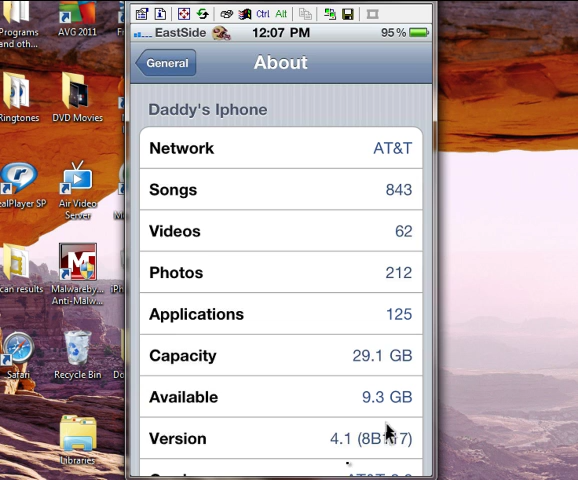 Programs
and oth...
AVG 2011
Ctrl Alt
EastSide
12:07 PM
95%
General
About
Daddy's Iphone
Network AT&T
Songs 843
Videos 62
Photos 212
Applications 125
Capacity 29.1 GB
Available 9.3 GB
Version 4.1
Ringtones
DVD Movies
ealPlayer SP
Air Video
Server
can results
Malwareby...
Anti-Malw...
Safari
Recycle Bin
Libraries